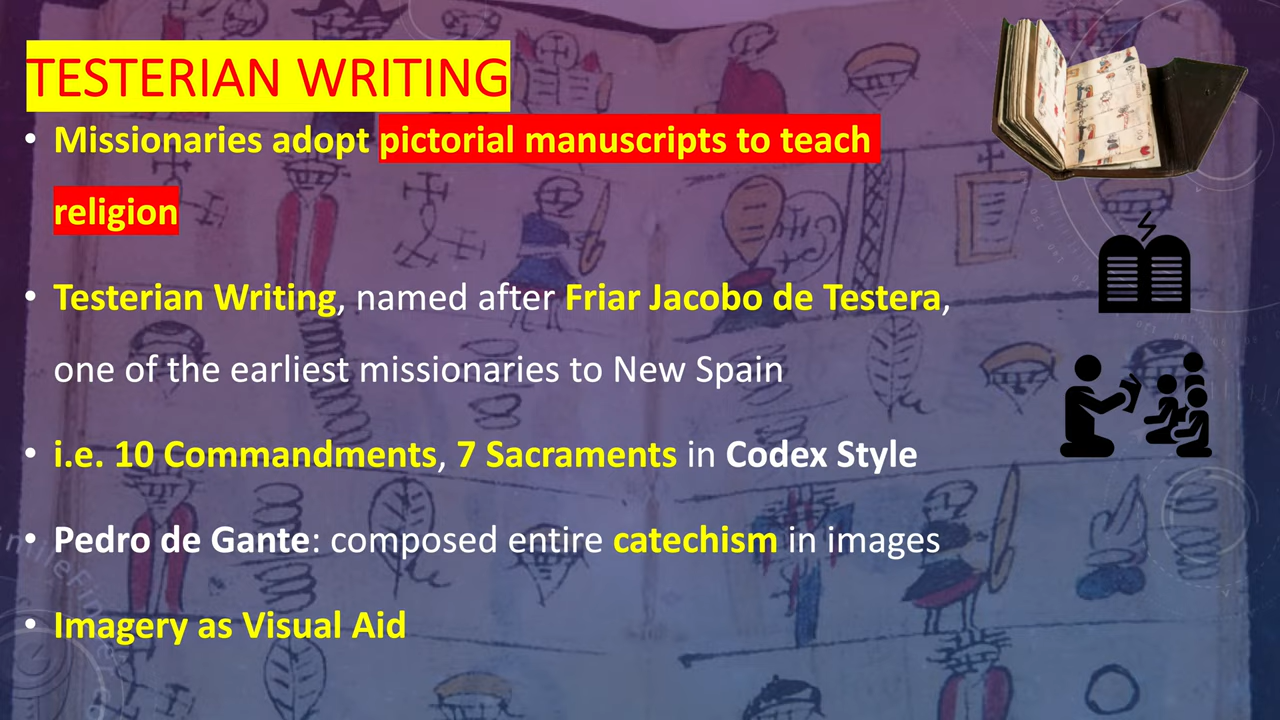 TESTERIAN WRITING
• Missionaries adopt pictorial manuscripts to teach
religion
• Testerian Writing, named after Friar Jacobo de Testera,
one of the earliest missionaries to New Spain
• i.e. 10 Commandments, 7 Sacraments in Codex Style
• Pedro de Gante: composed entire catechism in images
• Imagery as Visual Aid